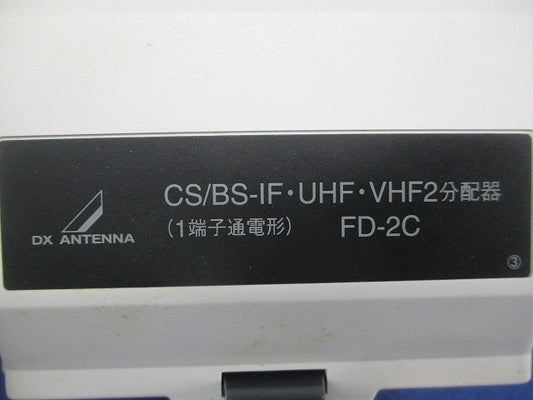 CS/BS-IF・UHF・VHF2分配器
DX ANTENNA
(1端子通電形) FD-2C
③